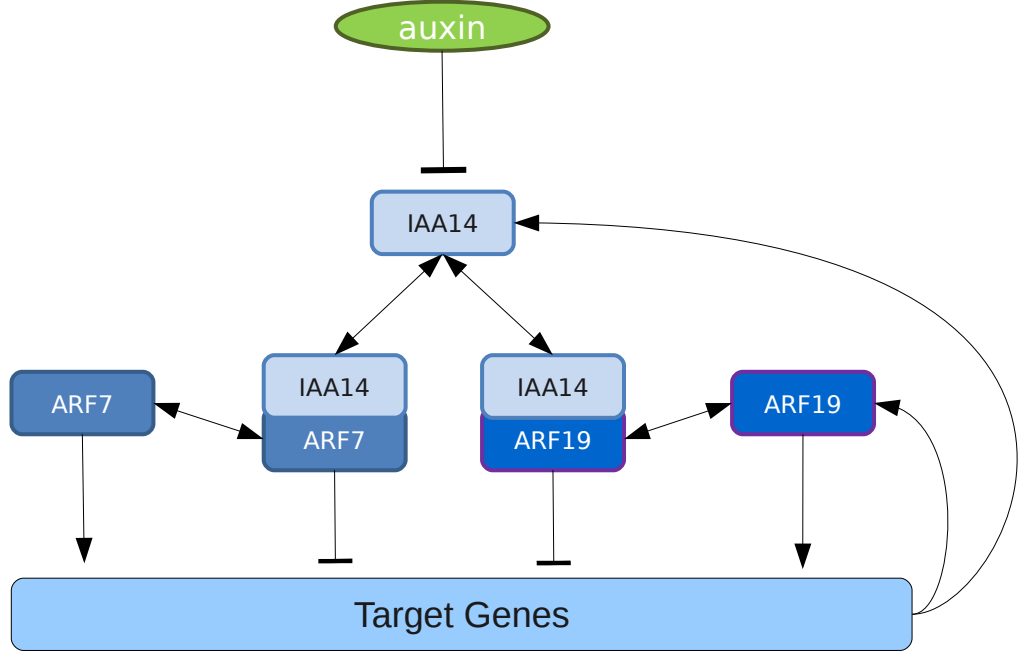 auxin
IAA14
IAA14
IAA14
ARF7
ARF19
ARF7
ARF19
Target Genes